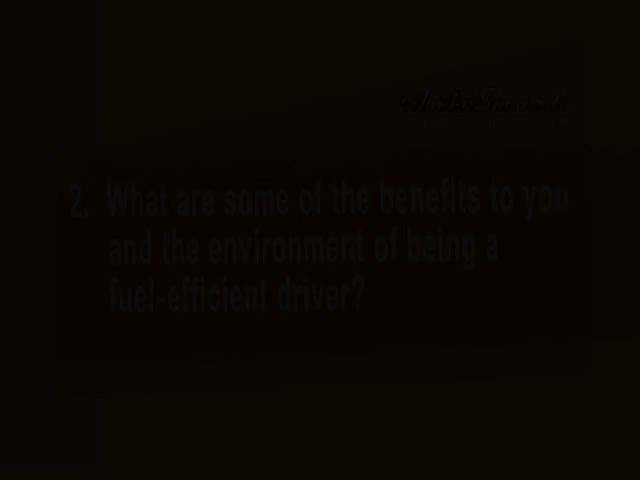 2. What are some of the benefits to you
and the environment of being a
fuel-efficient driver?